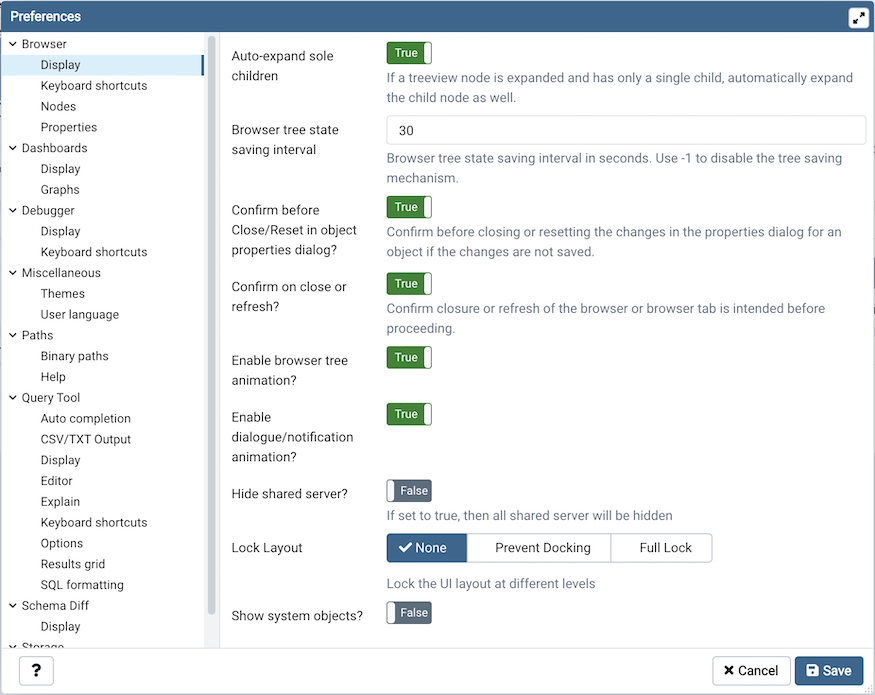 Preferences
Browser
Display
Keyboard shortcuts
Nodes
Properties
Dashboards
Display
Graphs
Debugger
Display
Keyboard shortcuts
Miscellaneous
Themes
User language
Paths
Binary paths
Help
Query Tool
Auto completion
CSV/TXT Output
Display
Editor
Explain
Keyboard shortcuts
Options
Results grid
SQL formatting
Schema Diff
Display
Storage
Auto-expand sole
children
True
If a treeview node is expanded and has only a single child, automatically expand
the child node as well.
Browser tree state
saving interval
30
Browser tree state saving interval in seconds. Use -1 to disable the tree saving
mechanism.
Confirm before
Close/Reset in object
properties dialog?
True
Confirm before closing or resetting the changes in the properties dialog for an
object if the changes are not saved.
Confirm on close or
refresh?
True
Confirm closure or refresh of the browser or browser tab is intended before
proceeding.
Enable browser tree
animation?
True
Enable
dialogue/notification
animation?
True
Hide shared server?
False
If set to true, then all shared server will be hidden
Lock Layout
None
Prevent Docking
Full Lock
Lock the UI layout at different levels
Show system objects?
False
?
Cancel
Save